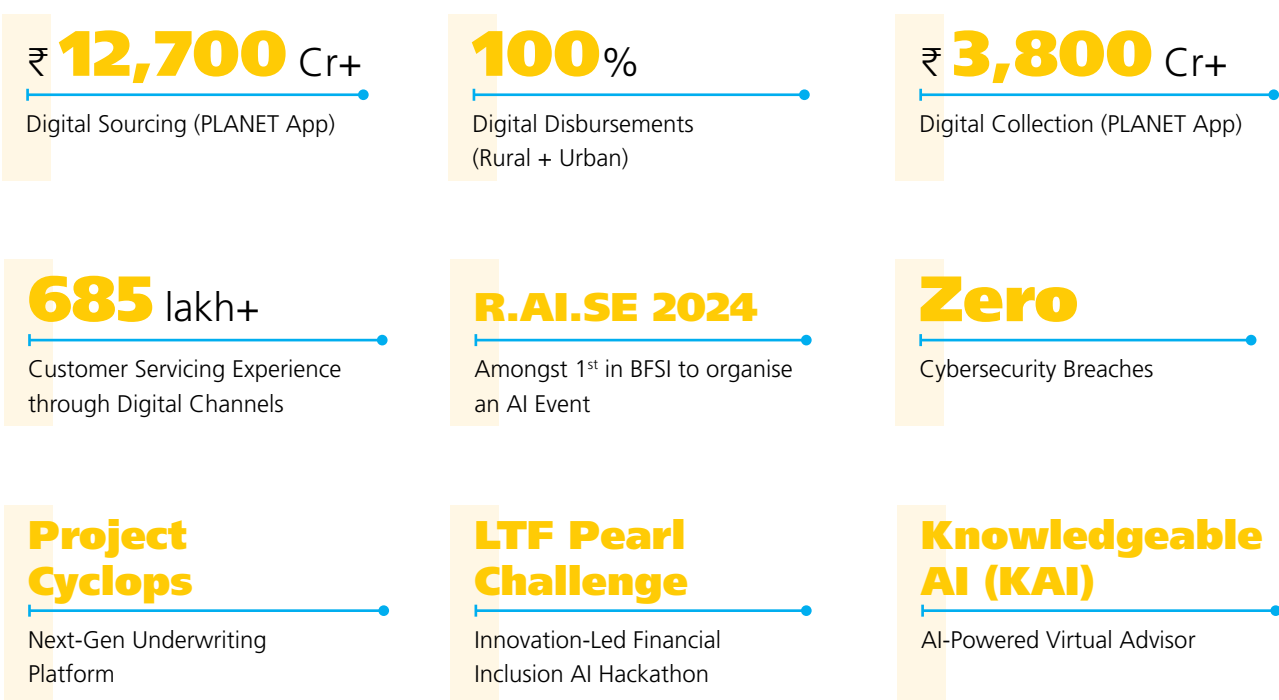 ₹ 12,700 Cr+
Digital Sourcing (PLANET App)
100%
Digital Disbursements
(Rural + Urban)
₹ 3,800 Cr+
Digital Collection (PLANET App)
685 lakh+
Customer Servicing Experience
through Digital Channels
R.AI.SE 2024
Amongst 1st in BFSI to organise
an AI Event
Zero
Cybersecurity Breaches
Project
Cyclops
Next-Gen Underwriting
Platform
LTF Pearl
Challenge
Innovation-Led Financial
Inclusion AI Hackathon
Knowledgeable
AI (KAI)
AI-Powered Virtual Advisor